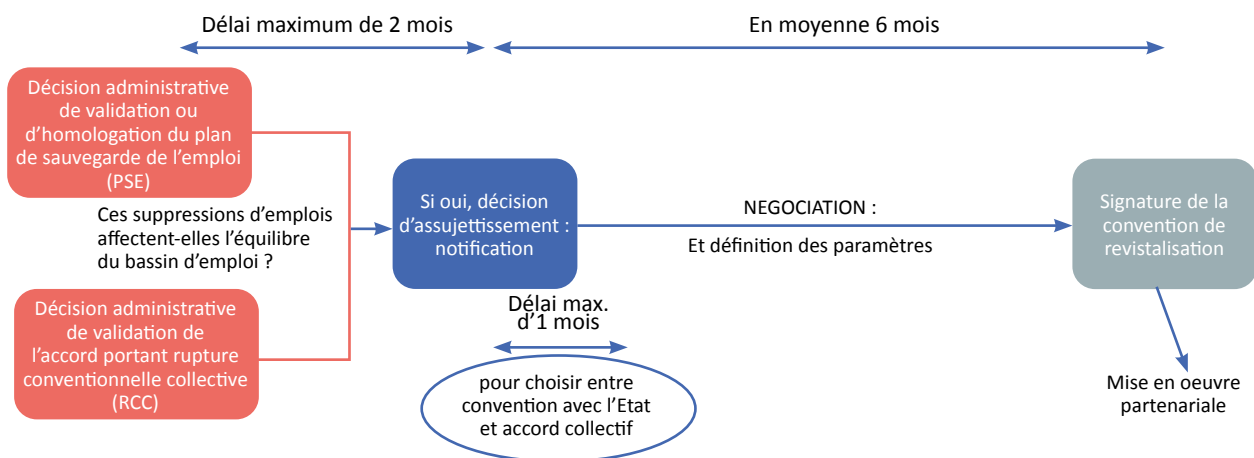 Délai maximum de 2 mois
En moyenne 6 mois
Décision administrative
de validation ou
d’homologation du plan
de sauvegarde de l’emploi
(PSE)
Ces suppressions d’emplois
affectent-elles l’équilibre
du bassin d’emploi ?
Décision administrative
de validation de
l’accord portant rupture
conventionnelle collective
(RCC)
Si oui, décision
d’assujettissement :
notification
Délai max.
d’1 mois
pour choisir entre
convention avec l’Etat
et accord collectif
NEGOCIATION :
Et définition des paramètres
Signature de la
convention de
revistalisation
Mise en oeuvre
partenariale